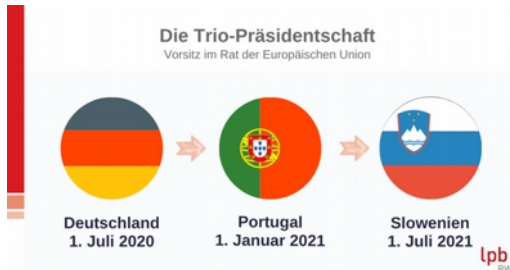 Die Trio-Präsidentschaft
Vorsitz im Rat der Europäischen Union
Deutschland
1. Juli 2020
Portugal
1. Januar 2021
Slowenien
1. Juli 2021
lpb